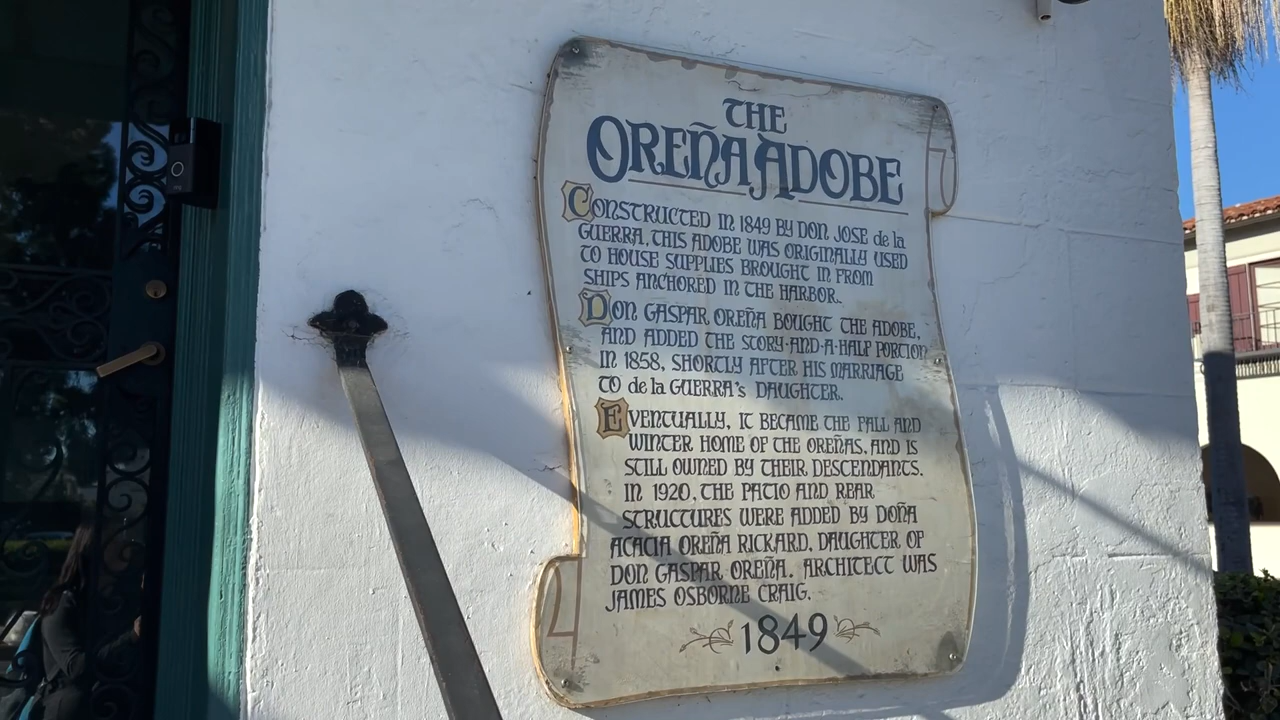 THE
OREÑA ADOBE
CONSTRUCTED IN 1849 BY DON JOSE de la
GUERRA, THIS ADOBE WAS ORIGINALLY USED
TO HOUSE SUPPLIES BROUGHT IN FROM
SHIPS ANCHORED IN THE HARBOR.
DON GASPAR OREÑA BOUGHT THE ADOBE,
AND ADDED THE STORY-AND-A-HALF PORTION
IN 1858, SHORTLY AFTER HIS MARRIAGE
TO de la GUERRA'S DAUGHTER.
EVENTUALLY, IT BECAME THE FALL AND
WINTER HOME OF THE OREÑAS, AND IS
STILL OWNED BY THEIR DESCENDANTS.
IN 1920, THE PATIO AND REAR
STRUCTURES WERE ADDED BY DOÑA
ACACIA OREÑA RICKARD, DAUGHTER OF
DON GASPAR OREÑA. ARCHITECT WAS
JAMES OSBORNE CRAIG.
1849